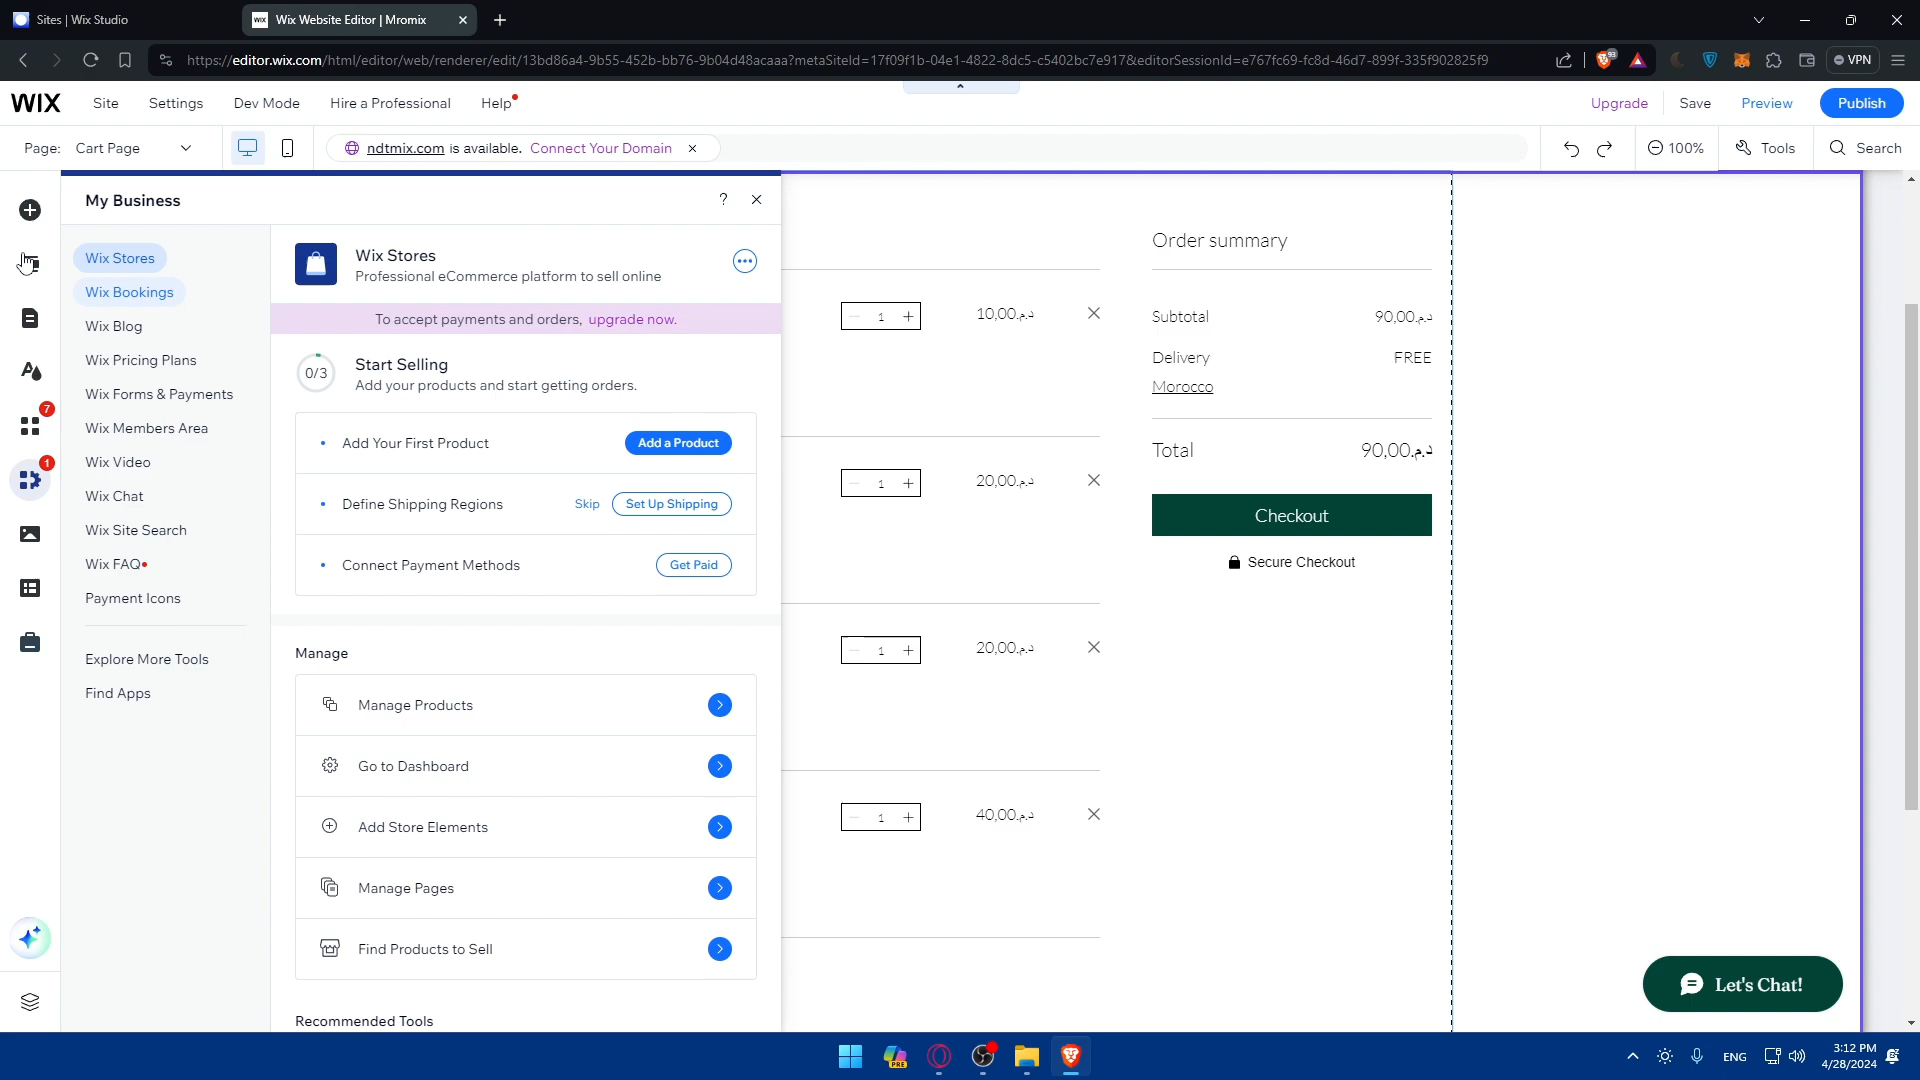 Sites | Wix Studio
WIX
Wix Website Editor | Mromix
https://editor.wix.com/html/editor/web/renderer/edit/13bd86a4-9b55-452b-bb76-9b04d48acaaa?metaSiteId=17f09f1b-04e1-4822-8dc5-c5402bc7e917&editorSessionId=e767fc69-fc8d-46d7-899f-335f902825f9
93
VPN
WIX
Site
Settings
Dev Mode
Hire a Professional
Help
Upgrade
Save
Preview
Publish
Page: Cart Page
ndtmix.com is available. Connect Your Domain
100%
Tools
Search
My Business
?
7
1
Wix Stores
Wix Bookings
Wix Blog
Wix Pricing Plans
Wix Forms & Payments
Wix Members Area
Wix Video
Wix Chat
Wix Site Search
Wix FAQ
Payment Icons
Explore More Tools
Find Apps
Wix Stores
Professional eCommerce platform to sell online
To accept payments and orders, upgrade now.
0/3
Start Selling
Add your products and start getting orders.
Add Your First Product
Add a Product
Define Shipping Regions
Skip
Set Up Shipping
Connect Payment Methods
Get Paid
Manage
Manage Products
Go to Dashboard
Add Store Elements
Manage Pages
Find Products to Sell
Recommended Tools
1
10,00د.م.
1
20,00د.م.
1
20,00د.م.
1
40,00د.م.
Order summary
Subtotal
90,00د.م.
Delivery
FREE
Morocco
Total
90,00د.م.
Checkout
Secure Checkout
Let's Chat!
PRE
ENG
3:12 PM
4/28/2024